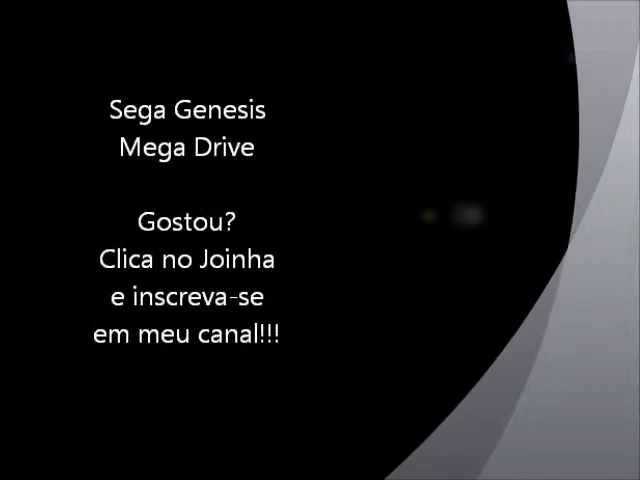 Sega Genesis
Mega Drive
Gostou?
Clica no Joinha
e inscreva-se
em meu canal!!!